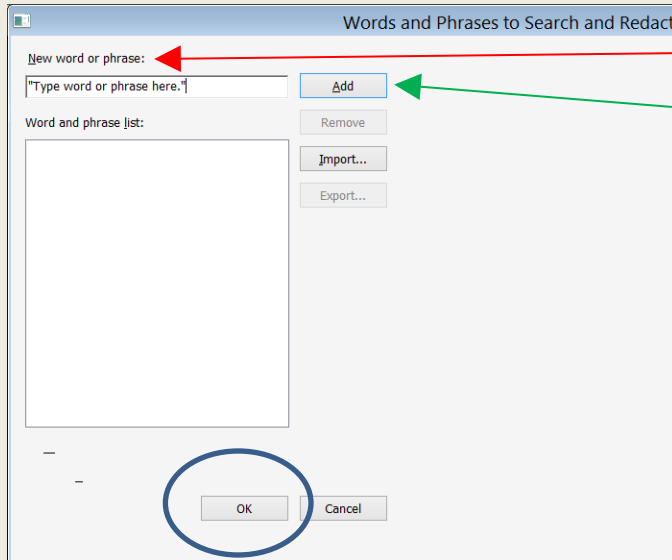 Words and Phrases to Search and Redact
New word or phrase:
"Type word or phrase here."
Add
Word and phrase list:
Remove
Import...
Export...
OK
Cancel